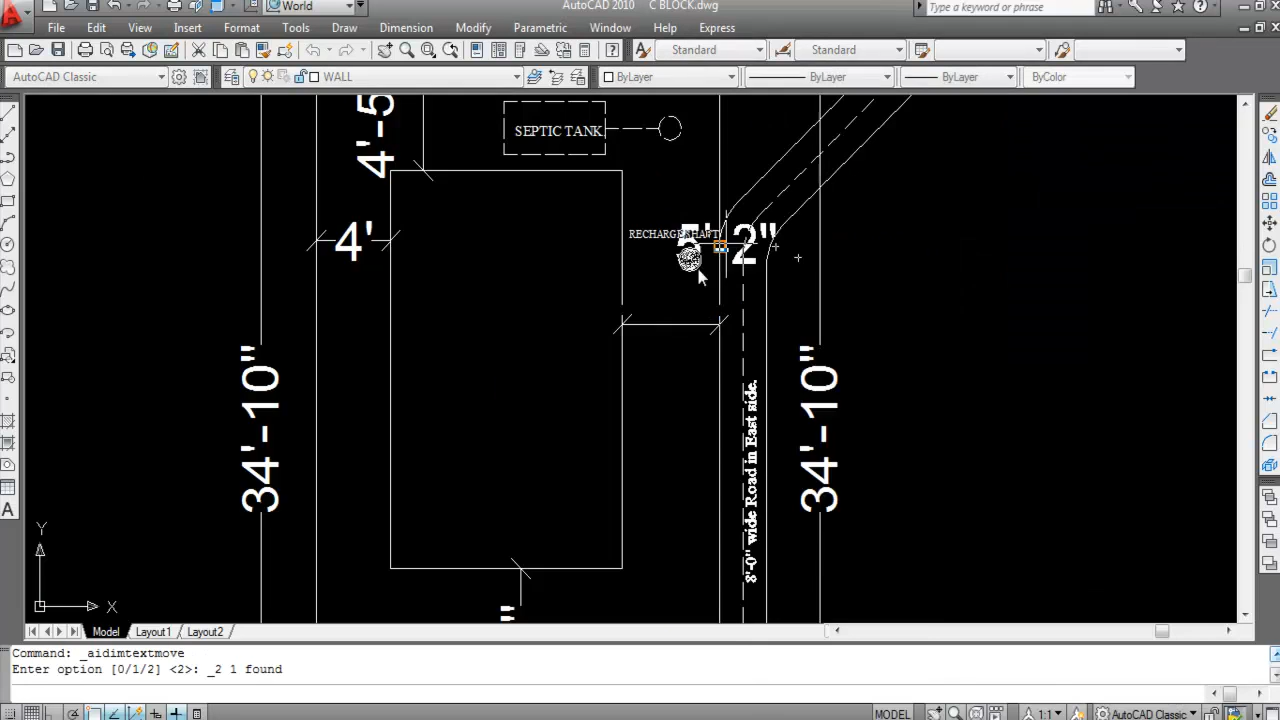 World
AutoCAD 2010 C BLOCK.dwg
Type a keyword or phrase
File Edit View Insert Format Tools Draw Dimension Modify Parametric Window Help Express
Standard Standard
AutoCAD Classic WALL ByLayer ByLayer ByLayer ByColor
4'-5
SEPTIC TANK
4'
RECHARGE SHAFT
5' 2"
34'-10"
8'-0" wide Road in East side.
34'-10"
Y
X
"
Model Layout1 Layout2
Command: _aidimtextmove
Enter option [0/1/2] <2>: _2 1 found
MODEL 1:1 AutoCAD Classic